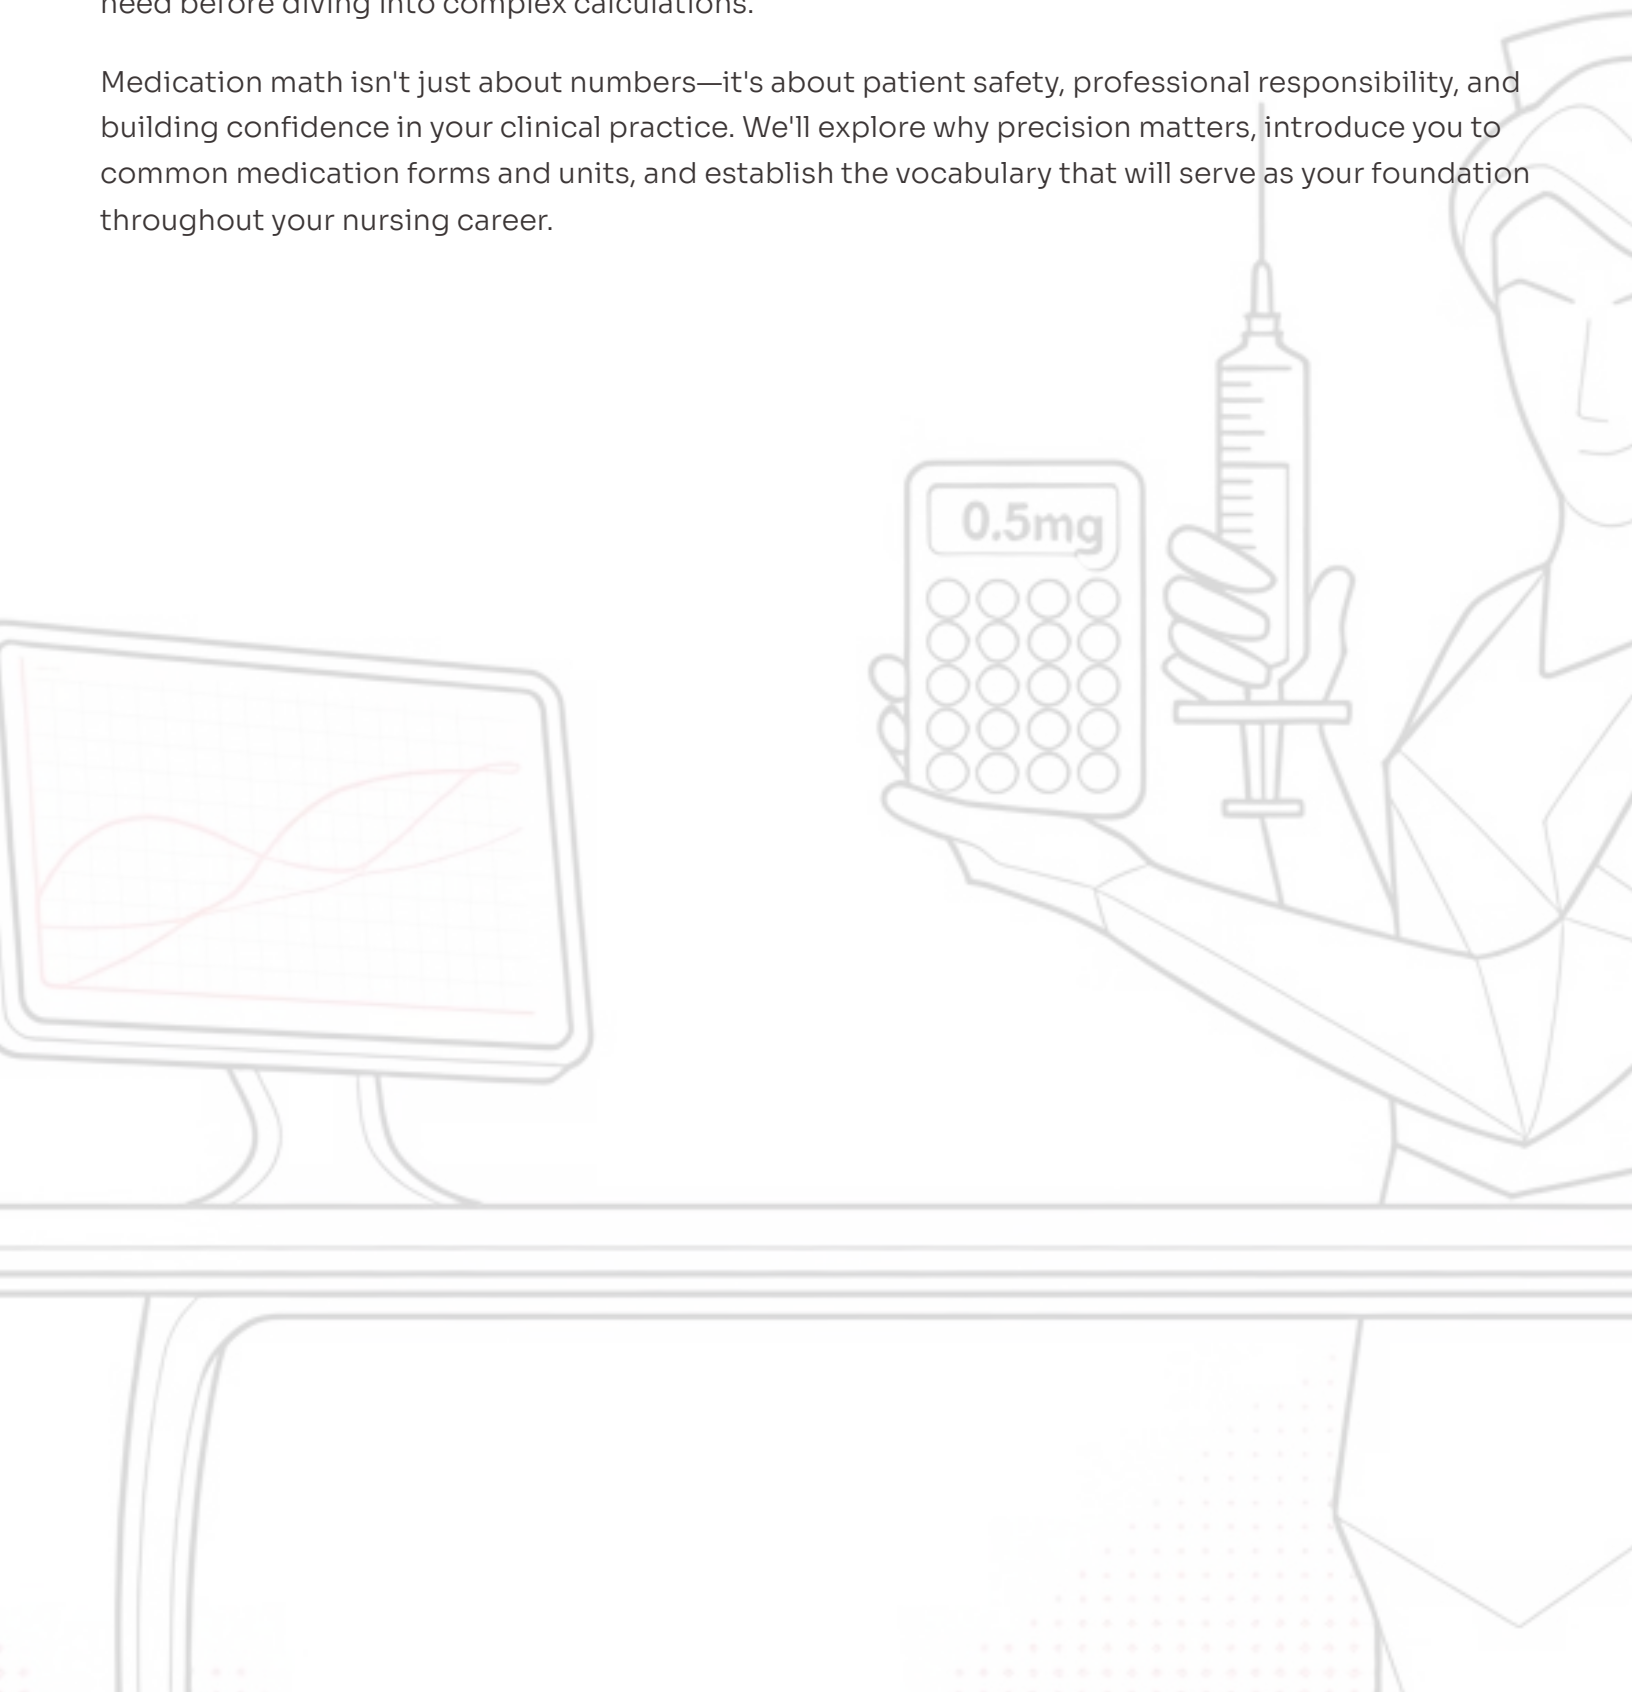 need before diving into complex calculations.
Medication math isn't just about numbers—it's about patient safety, professional responsibility, and
building confidence in your clinical practice. We'll explore why precision matters, introduce you to
common medication forms and units, and establish the vocabulary that will serve as your foundation
throughout your nursing career.
0.5mg